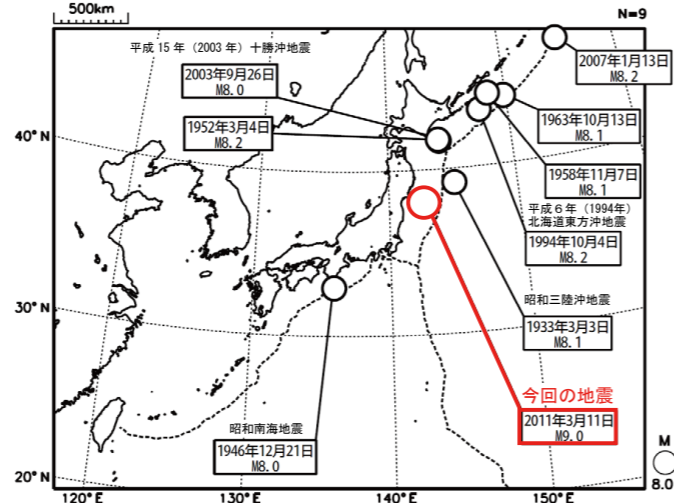 500km
N=9
平成15年（2003年）十勝沖地震
2003年9月26日
M8.0
1952年3月4日
M8.2
2007年1月13日
M8.2
1963年10月13日
M8.1
1958年11月7日
M8.1
平成6年（1994年）
北海道東方沖地震
1994年10月4日
M8.2
昭和三陸沖地震
1933年3月3日
M8.1
今回の地震
2011年3月11日
M9.0
昭和南海地震
1946年12月21日
M8.0
40°N
30°N
20°N
120°E
130°E
140°E
150°E
M
8.0